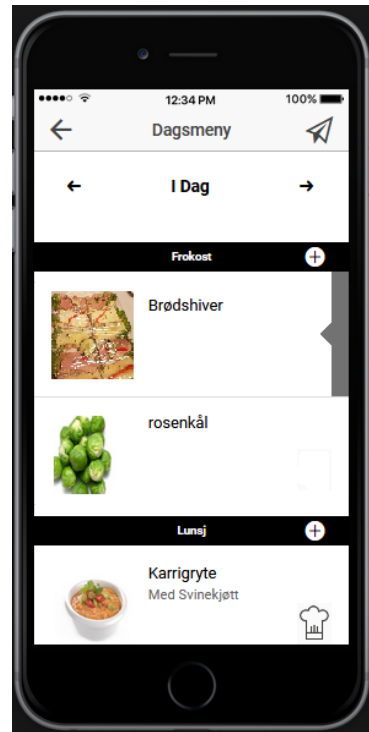 12:34 PM
100%
Dagsmeny
I Dag
Frokost
Brødshiver
rosenkål
Lunsj
Karrigryte
Med Svinekjøtt